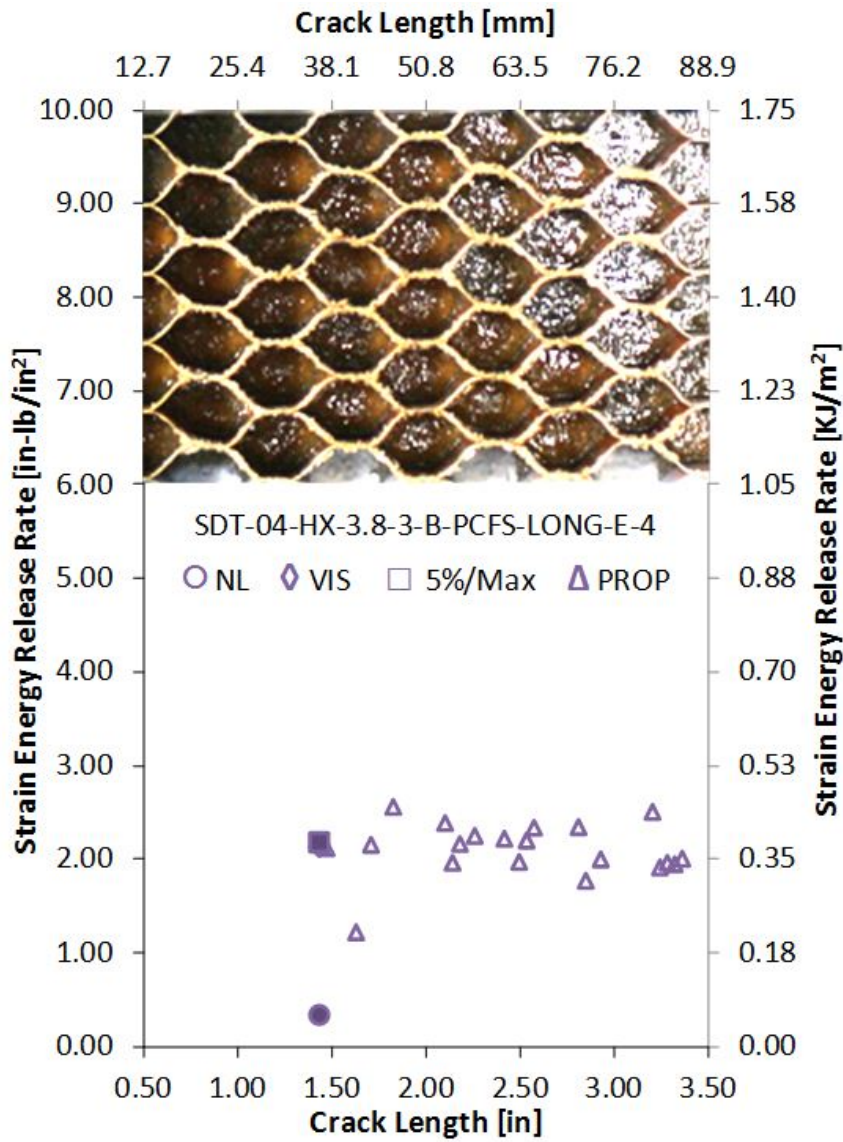 Crack Length [mm]
12.7 25.4 38.1 50.8 63.5 76.2 88.9
10.00 1.75
9.00 1.58
8.00 1.40
7.00 1.23
6.00 1.05
SDT-04-HX-3.8-3-B-PCFS-LONG-E-4
NL VIS 5%/Max PROP
5.00 0.88
4.00 0.70
3.00 0.53
2.00 0.35
1.00 0.18
0.00 0.00
0.50 1.00 1.50 2.00 2.50 3.00 3.50
Crack Length [in]
Strain Energy Release Rate [in-lb/in²]
Strain Energy Release Rate [KJ/m²]